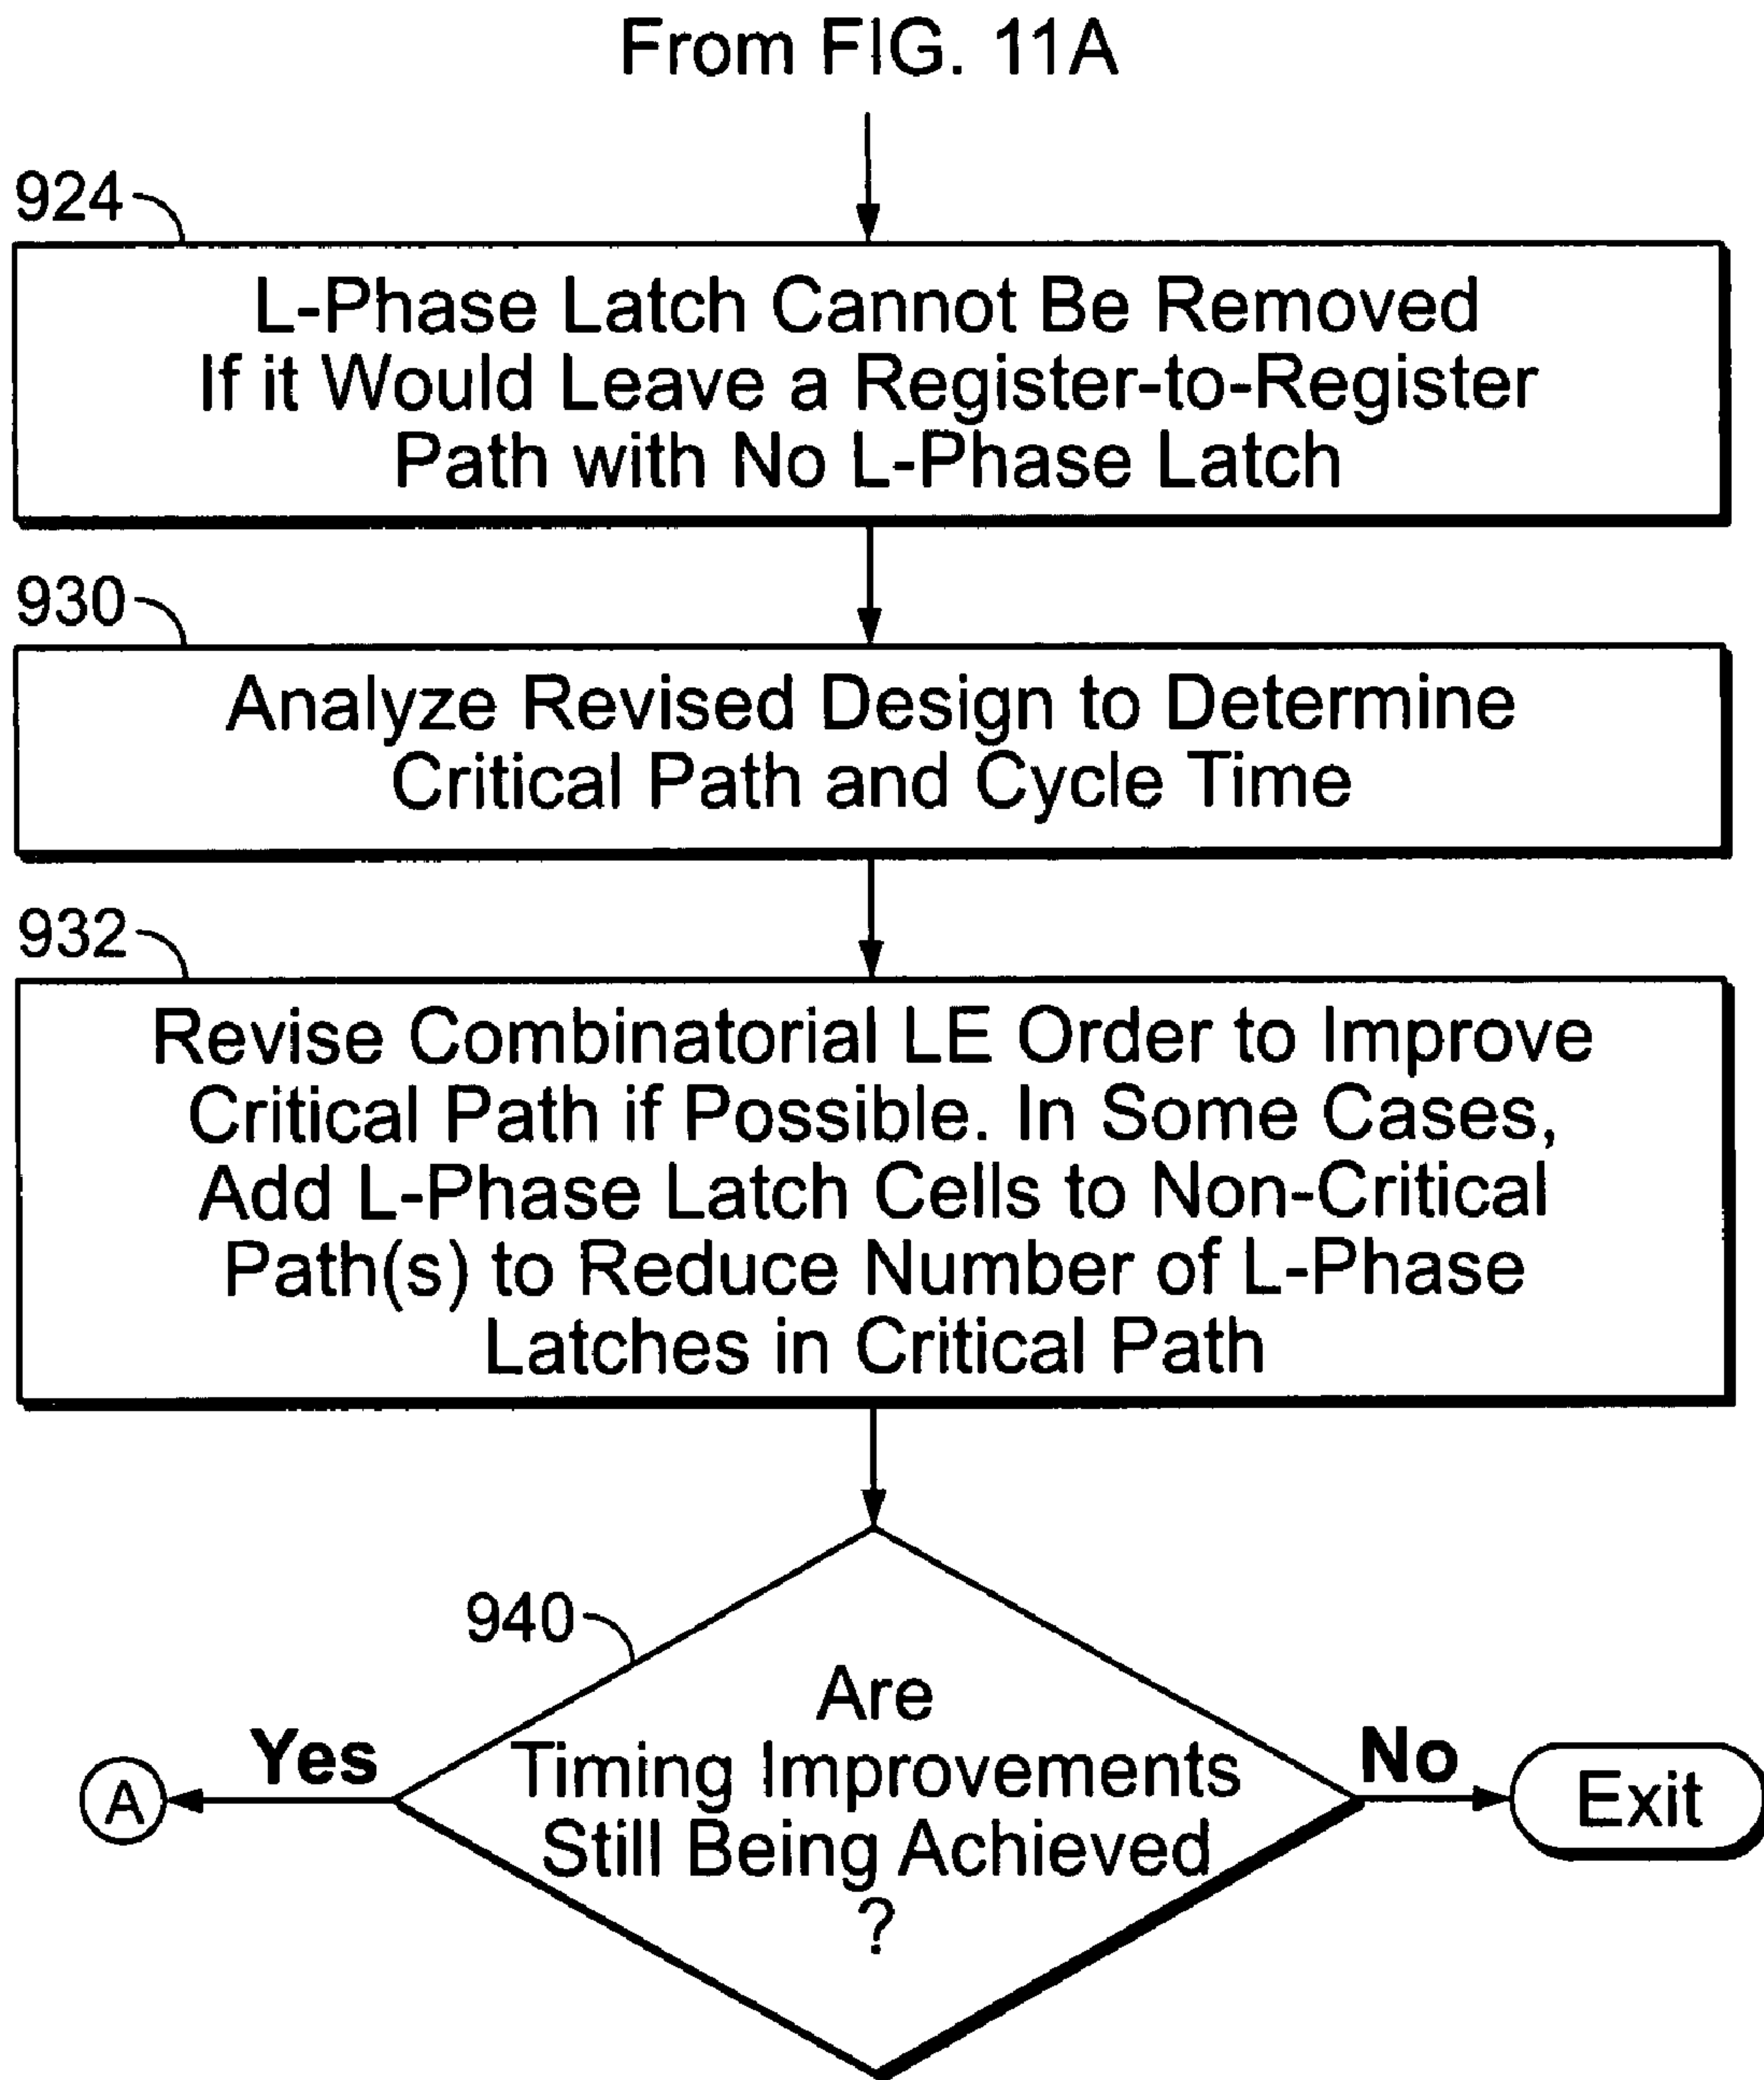 From FIG. 11A
924
L-Phase Latch Cannot Be Removed
If it Would Leave a Register-to-Register
Path with No L-Phase Latch
930
Analyze Revised Design to Determine
Critical Path and Cycle Time
932
Revise Combinatorial LE Order to Improve
Critical Path if Possible. In Some Cases,
Add L-Phase Latch Cells to Non-Critical
Path(s) to Reduce Number of L-Phase
Latches in Critical Path
940
Are
Timing Improvements
Still Being Achieved
?
Yes
A
No
Exit